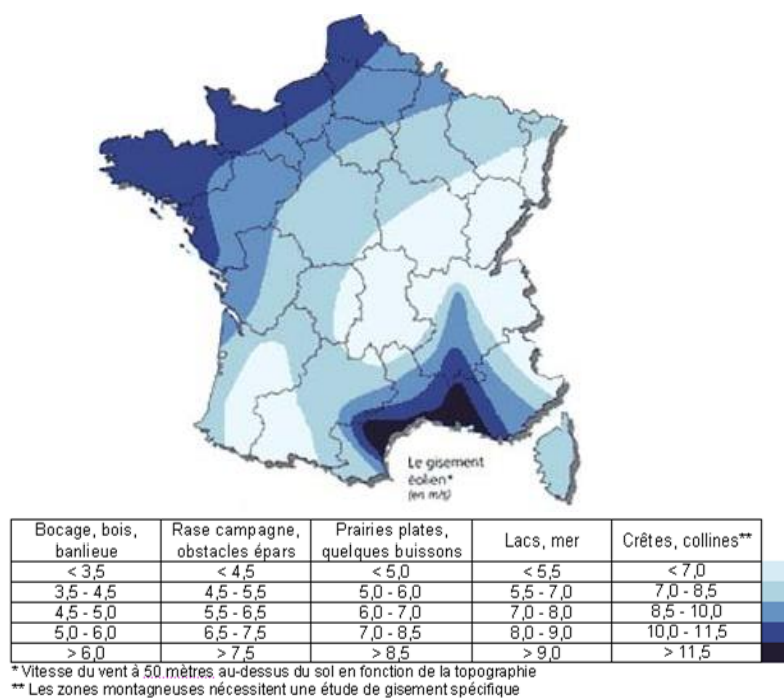 Le gisement
éolien*
(en m/s)
Bocage, bois, banlieue | Rase campagne, obstacles épars | Prairies plates, quelques buissons | Lacs, mer | Crêtes, collines**
< 3,5 | < 4,5 | < 5,0 | < 5,5 | < 7,0
3,5 - 4,5 | 4,5 - 5,5 | 5,0 - 6,0 | 5,5 - 7,0 | 7,0 - 8,5
4,5 - 5,0 | 5,5 - 6,5 | 6,0 - 7,0 | 7,0 - 8,0 | 8,5 - 10,0
5,0 - 6,0 | 6,5 - 7,5 | 7,0 - 8,5 | 8,0 - 9,0 | 10,0 - 11,5
> 6,0 | > 7,5 | > 8,5 | > 9,0 | > 11,5
* Vitesse du vent à 50 mètres au-dessus du sol en fonction de la topographie
** Les zones montagneuses nécessitent une étude de gisement spécifique